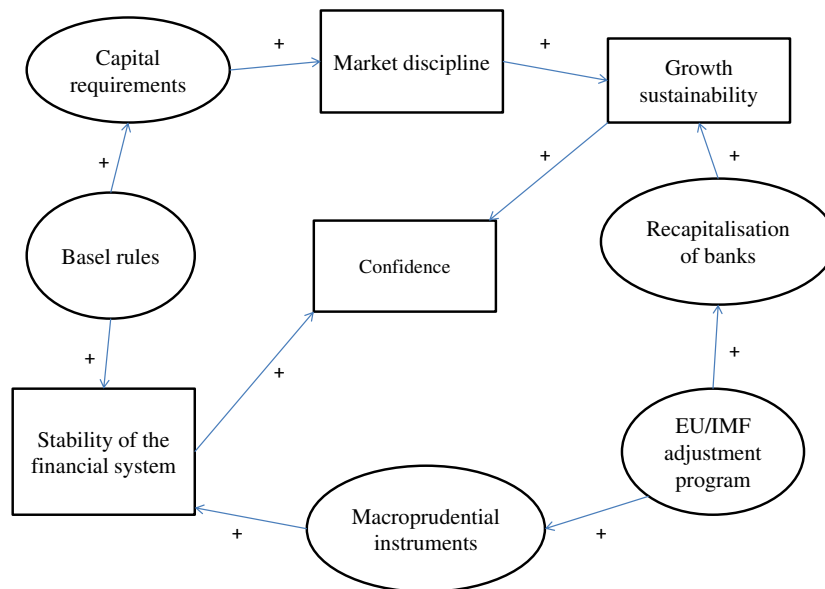 Capital
requirements
+
Market discipline
+
Growth
sustainability
+
+
+
Basel rules
Confidence
Recapitalisation
of banks
+
+
+
Stability of the
financial system
EU/IMF
adjustment
program
Macroprudential
instruments
+
+